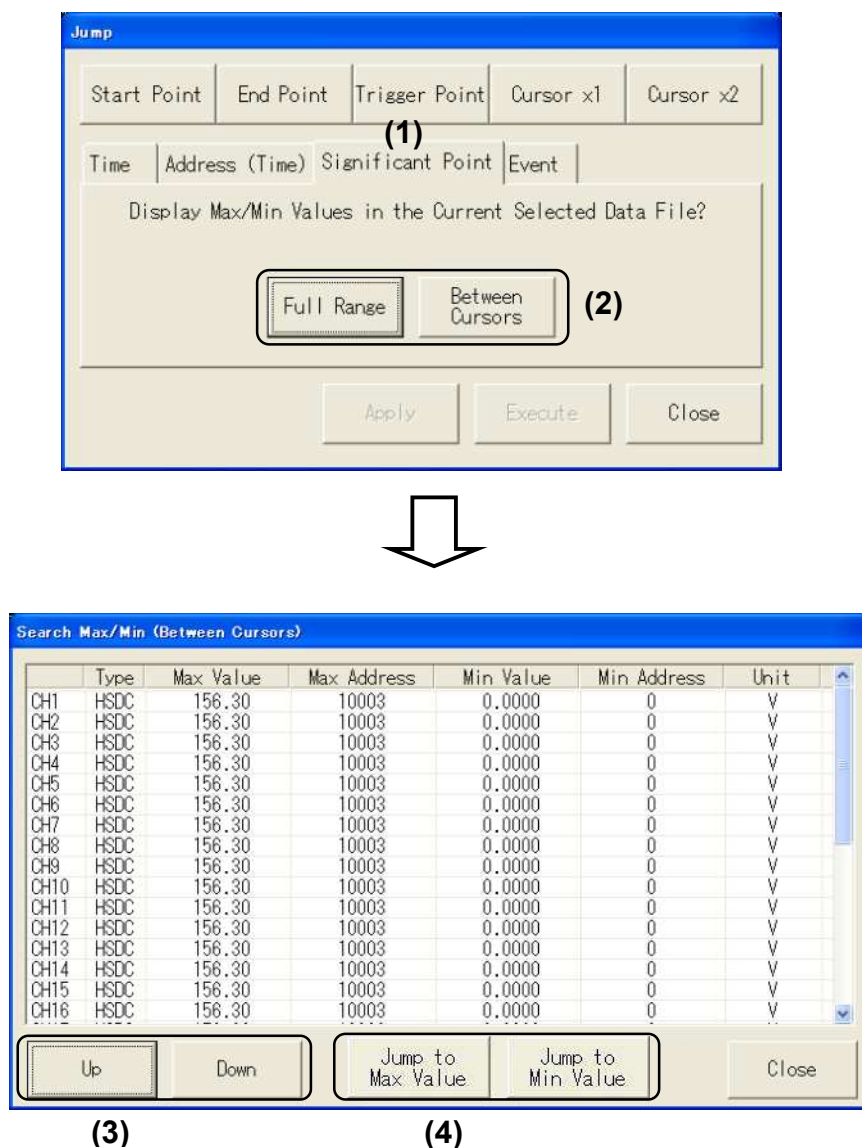 Jump
Start Point End Point Trigger Point Cursor x1 Cursor x2
(1)
Time Address (Time) Significant Point Event
Display Max/Min Values in the Current Selected Data File?
Full Range Between Cursors (2)
Apply Execute Close
Search Max/Min (Between Cursors)
Type Max Value Max Address Min Value Min Address Unit
CH1 HSDC 156.30 10003 0.0000 0 V
CH2 HSDC 156.30 10003 0.0000 0 V
CH3 HSDC 156.30 10003 0.0000 0 V
CH4 HSDC 156.30 10003 0.0000 0 V
CH5 HSDC 156.30 10003 0.0000 0 V
CH6 HSDC 156.30 10003 0.0000 0 V
CH7 HSDC 156.30 10003 0.0000 0 V
CH8 HSDC 156.30 10003 0.0000 0 V
CH9 HSDC 156.30 10003 0.0000 0 V
CH10 HSDC 156.30 10003 0.0000 0 V
CH11 HSDC 156.30 10003 0.0000 0 V
CH12 HSDC 156.30 10003 0.0000 0 V
CH13 HSDC 156.30 10003 0.0000 0 V
CH14 HSDC 156.30 10003 0.0000 0 V
CH15 HSDC 156.30 10003 0.0000 0 V
CH16 HSDC 156.30 10003 0.0000 0 V
Up Down Jump to Max Value Jump to Min Value Close
(3) (4)